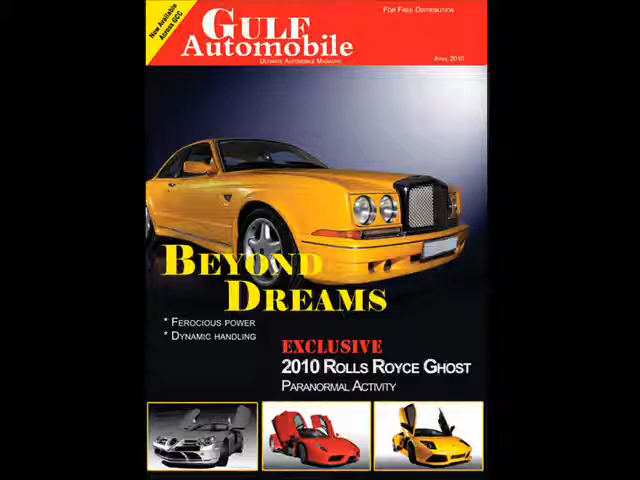 Now Available
Across GCC
GULF
Automobile
ULTIMATE AUTOMOBILE MAGAZINE
FOR FREE DISTRIBUTION
APRIL 2010
BEYOND
DREAMS
* FEROCIOUS POWER
* DYNAMIC HANDLING
EXCLUSIVE
2010 ROLLS ROYCE GHOST
PARANORMAL ACTIVITY